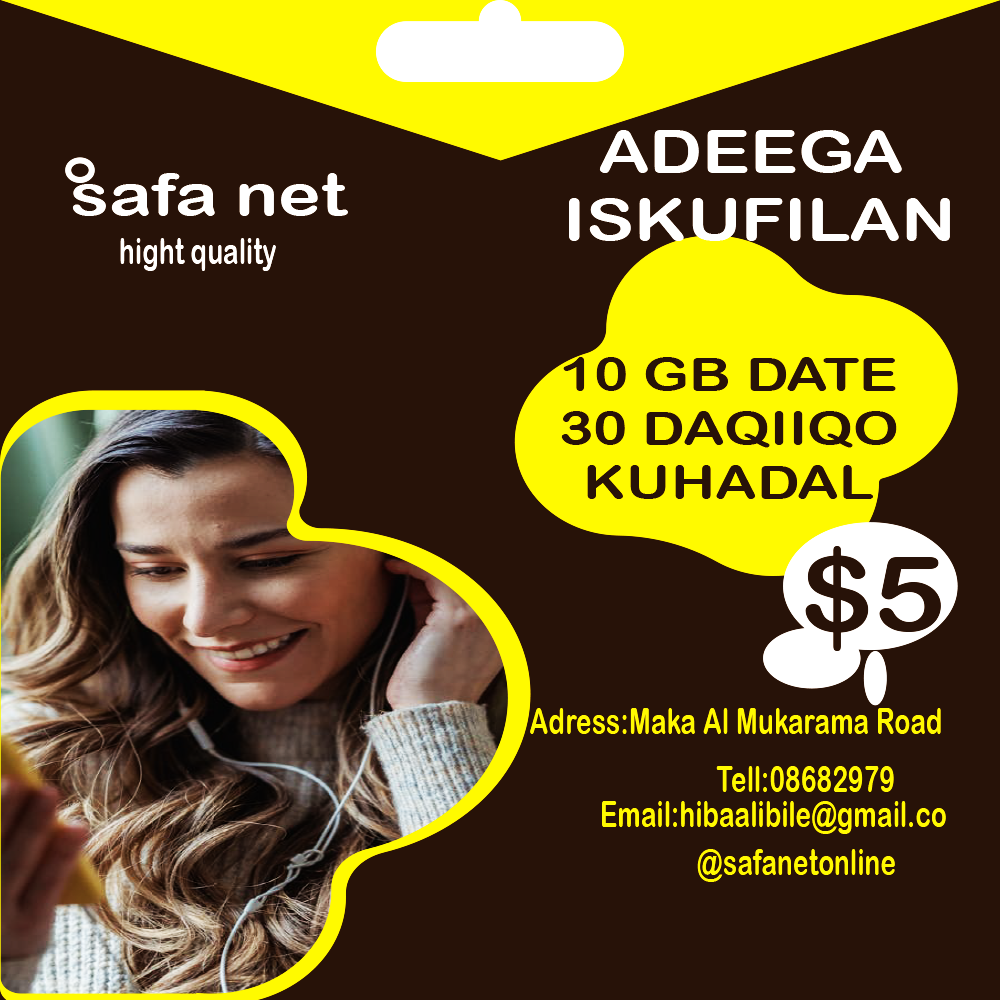 safa net
hight quality
ADEEGA
ISKUFILAN
10 GB DATE
30 DAQIIQO
KUHADAL
$5
Adress:Maka Al Mukarama Road
Tell:08682979
Email:hibaalibile@gmail.co
@safanetonline